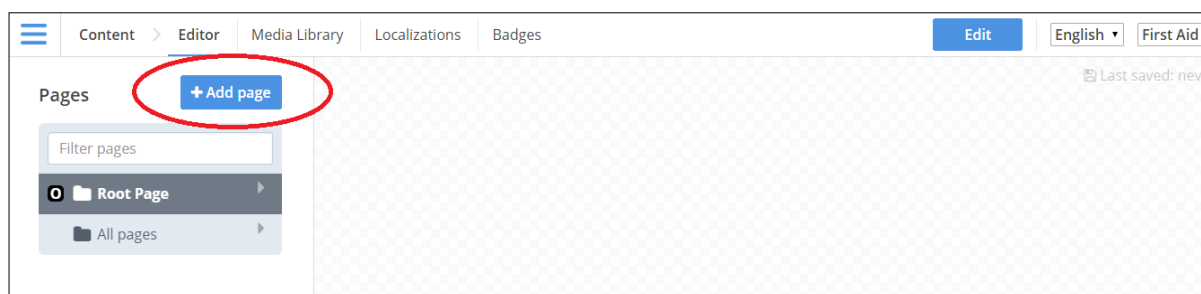 Content > Editor Media Library Localizations Badges Edit English First Aid
Last saved: nev
Pages + Add page
Filter pages
O Root Page
All pages